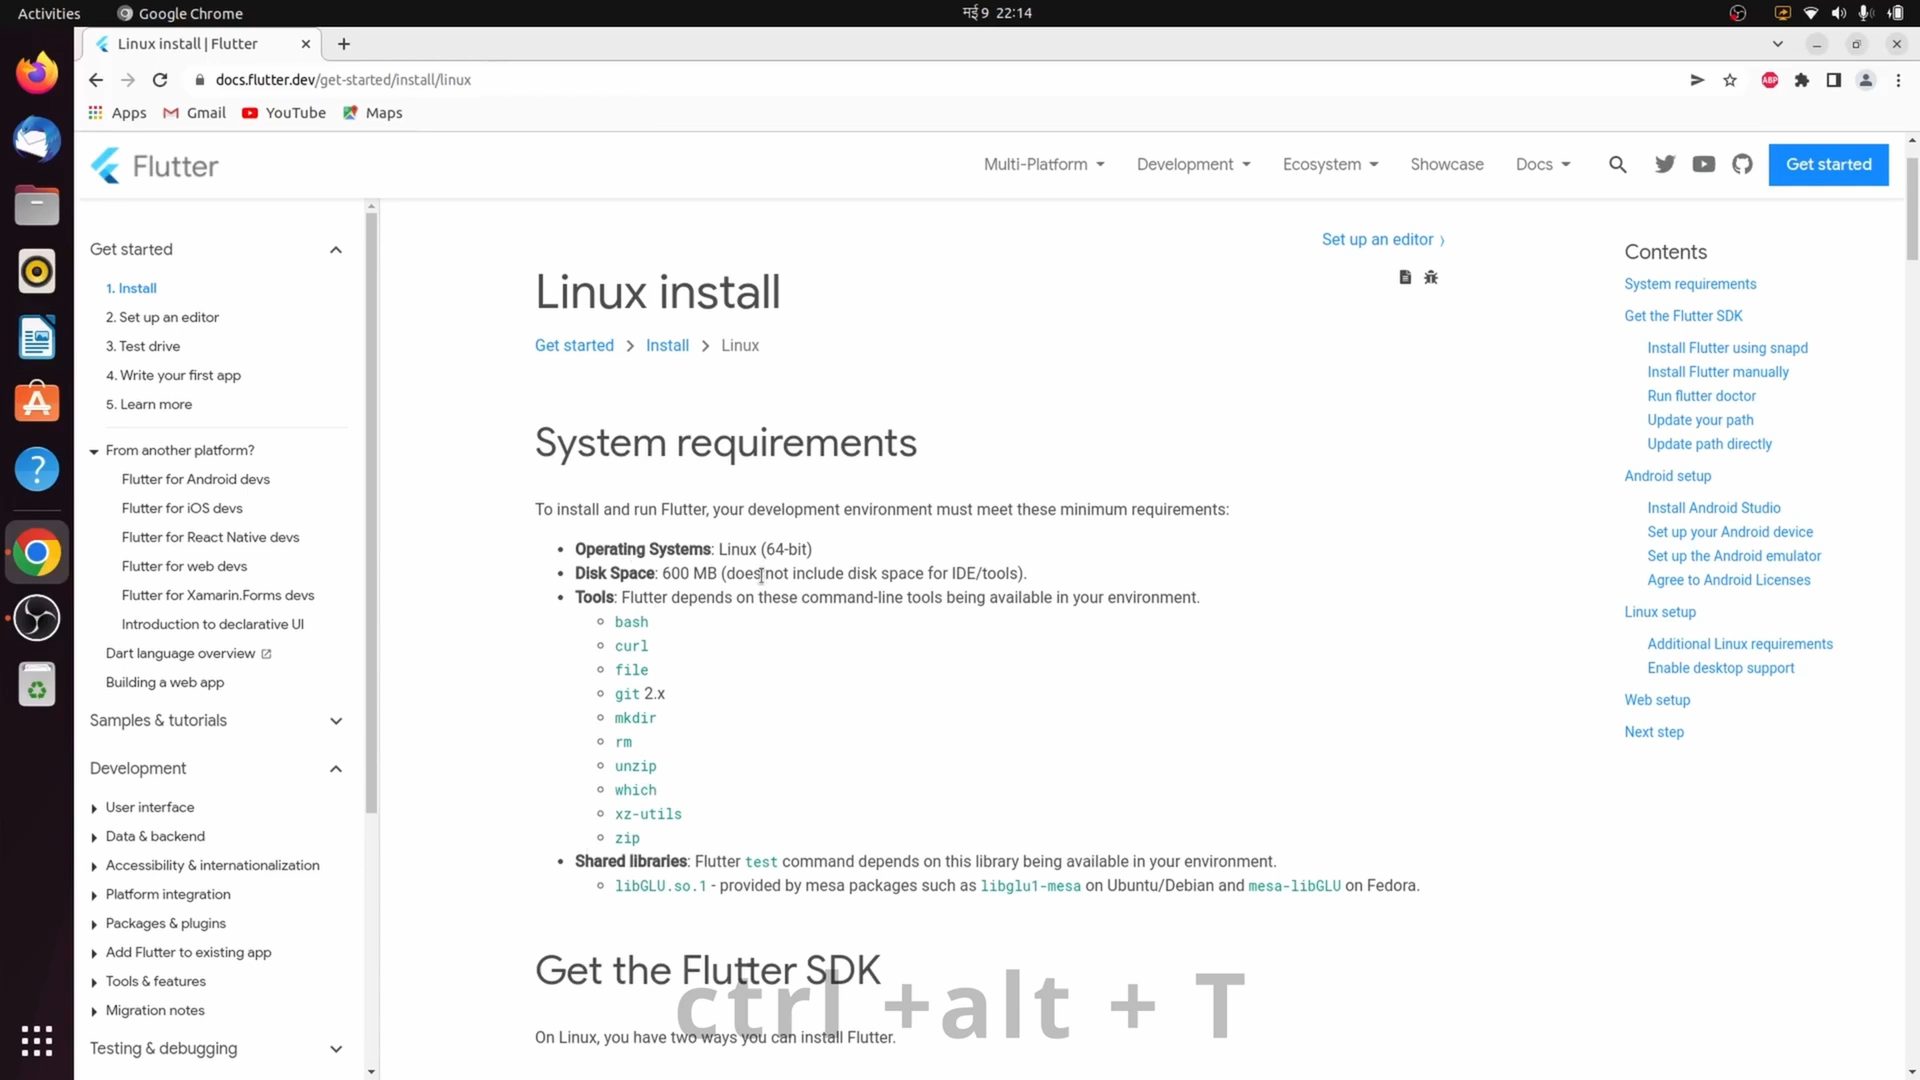 Activities
Google Chrome
मई 9 22:14
Linux install | Flutter
docs.flutter.dev/get-started/install/linux
ABP
Apps
Gmail
YouTube
Maps
Flutter
Multi-Platform
Development
Ecosystem
Showcase
Docs
Get started
Get started
1. Install
2. Set up an editor
3. Test drive
4. Write your first app
5. Learn more
From another platform?
Flutter for Android devs
Flutter for iOS devs
Flutter for React Native devs
Flutter for web devs
Flutter for Xamarin.Forms devs
Introduction to declarative UI
Dart language overview
Building a web app
Samples & tutorials
Development
User interface
Data & backend
Accessibility & internationalization
Platform integration
Packages & plugins
Add Flutter to existing app
Tools & features
Migration notes
Testing & debugging
Set up an editor
Linux install
Get started > Install > Linux
System requirements
To install and run Flutter, your development environment must meet these minimum requirements:
Operating Systems: Linux (64-bit)
Disk Space: 600 MB (does not include disk space for IDE/tools).
Tools: Flutter depends on these command-line tools being available in your environment.
bash
curl
file
git 2.x
mkdir
rm
unzip
which
xz-utils
zip
Shared libraries: Flutter test command depends on this library being available in your environment.
libGLU.so.1 - provided by mesa packages such as libglu1-mesa on Ubuntu/Debian and mesa-libGLU on Fedora.
Get the Flutter SDK
ctrl +alt + T
On Linux, you have two ways you can install Flutter.
Contents
System requirements
Get the Flutter SDK
Install Flutter using snapd
Install Flutter manually
Run flutter doctor
Update your path
Update path directly
Android setup
Install Android Studio
Set up your Android device
Set up the Android emulator
Agree to Android Licenses
Linux setup
Additional Linux requirements
Enable desktop support
Web setup
Next step